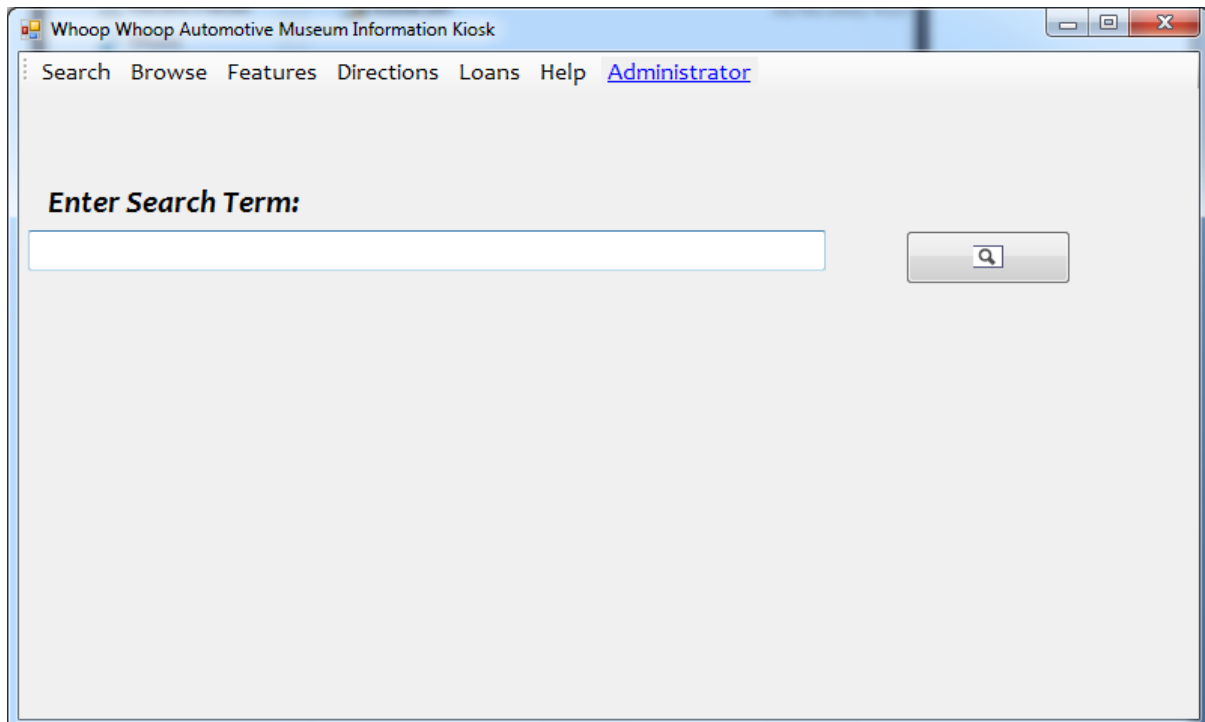 Whoop Whoop Automotive Museum Information Kiosk
Search Browse Features Directions Loans Help Administrator
Enter Search Term: